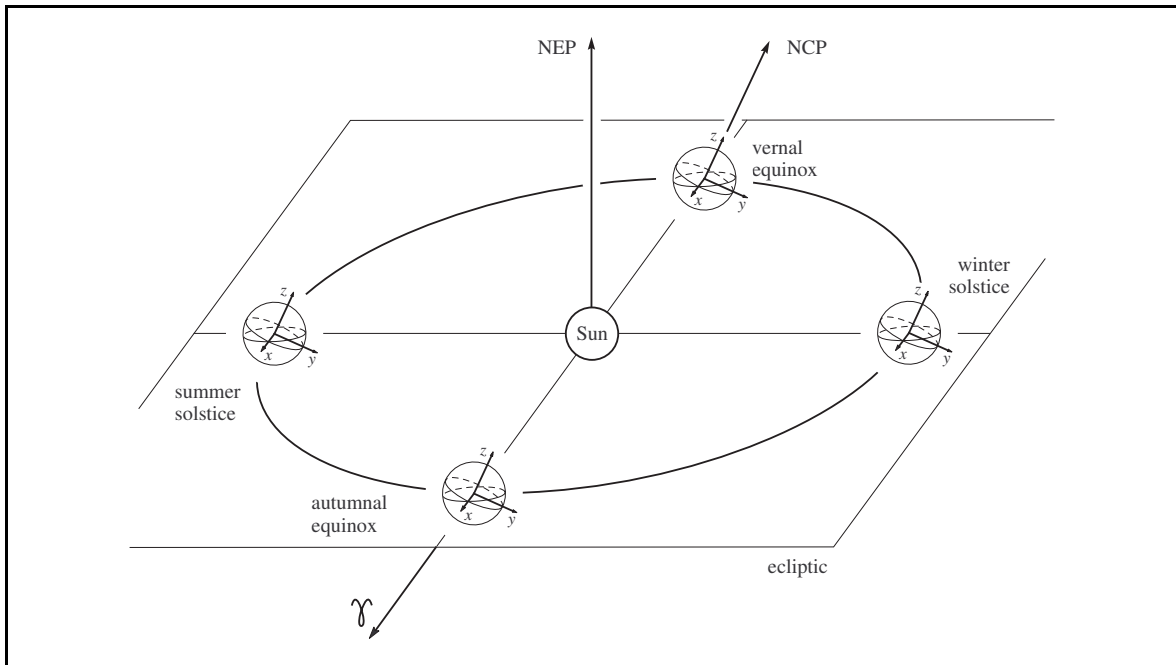 NEP
NCP
z
x
y
vernal
equinox
winter
solstice
z
x
y
z
x
y
Sun
summer
solstice
z
x
y
autumnal
equinox
ecliptic
♈